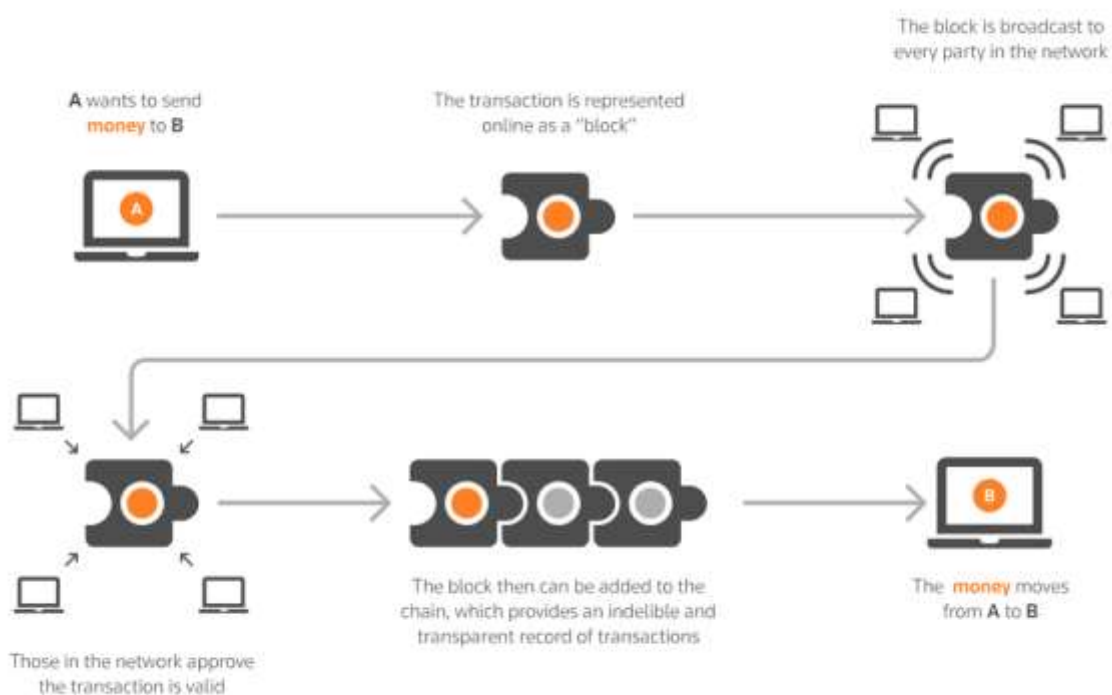 A wants to send
money to B
A
The transaction is represented
online as a "block"
The block is broadcast to
every party in the network
Those in the network approve
the transaction is valid
The block then can be added to the
chain, which provides an indelible and
transparent record of transactions
B
The money moves
from A to B